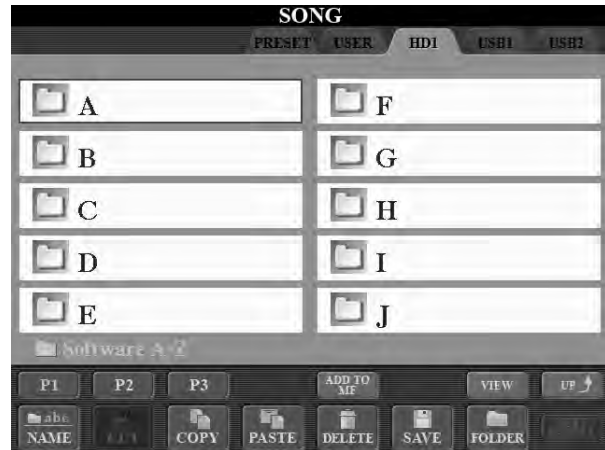 SONG
PRESET USER HD1 USB1 USB2
A F
B G
C H
D I
E J
Software A-Z
P1 P2 P3 ADD TO MF VIEW UP
abc NAME CUT COPY PASTE DELETE SAVE FOLDER